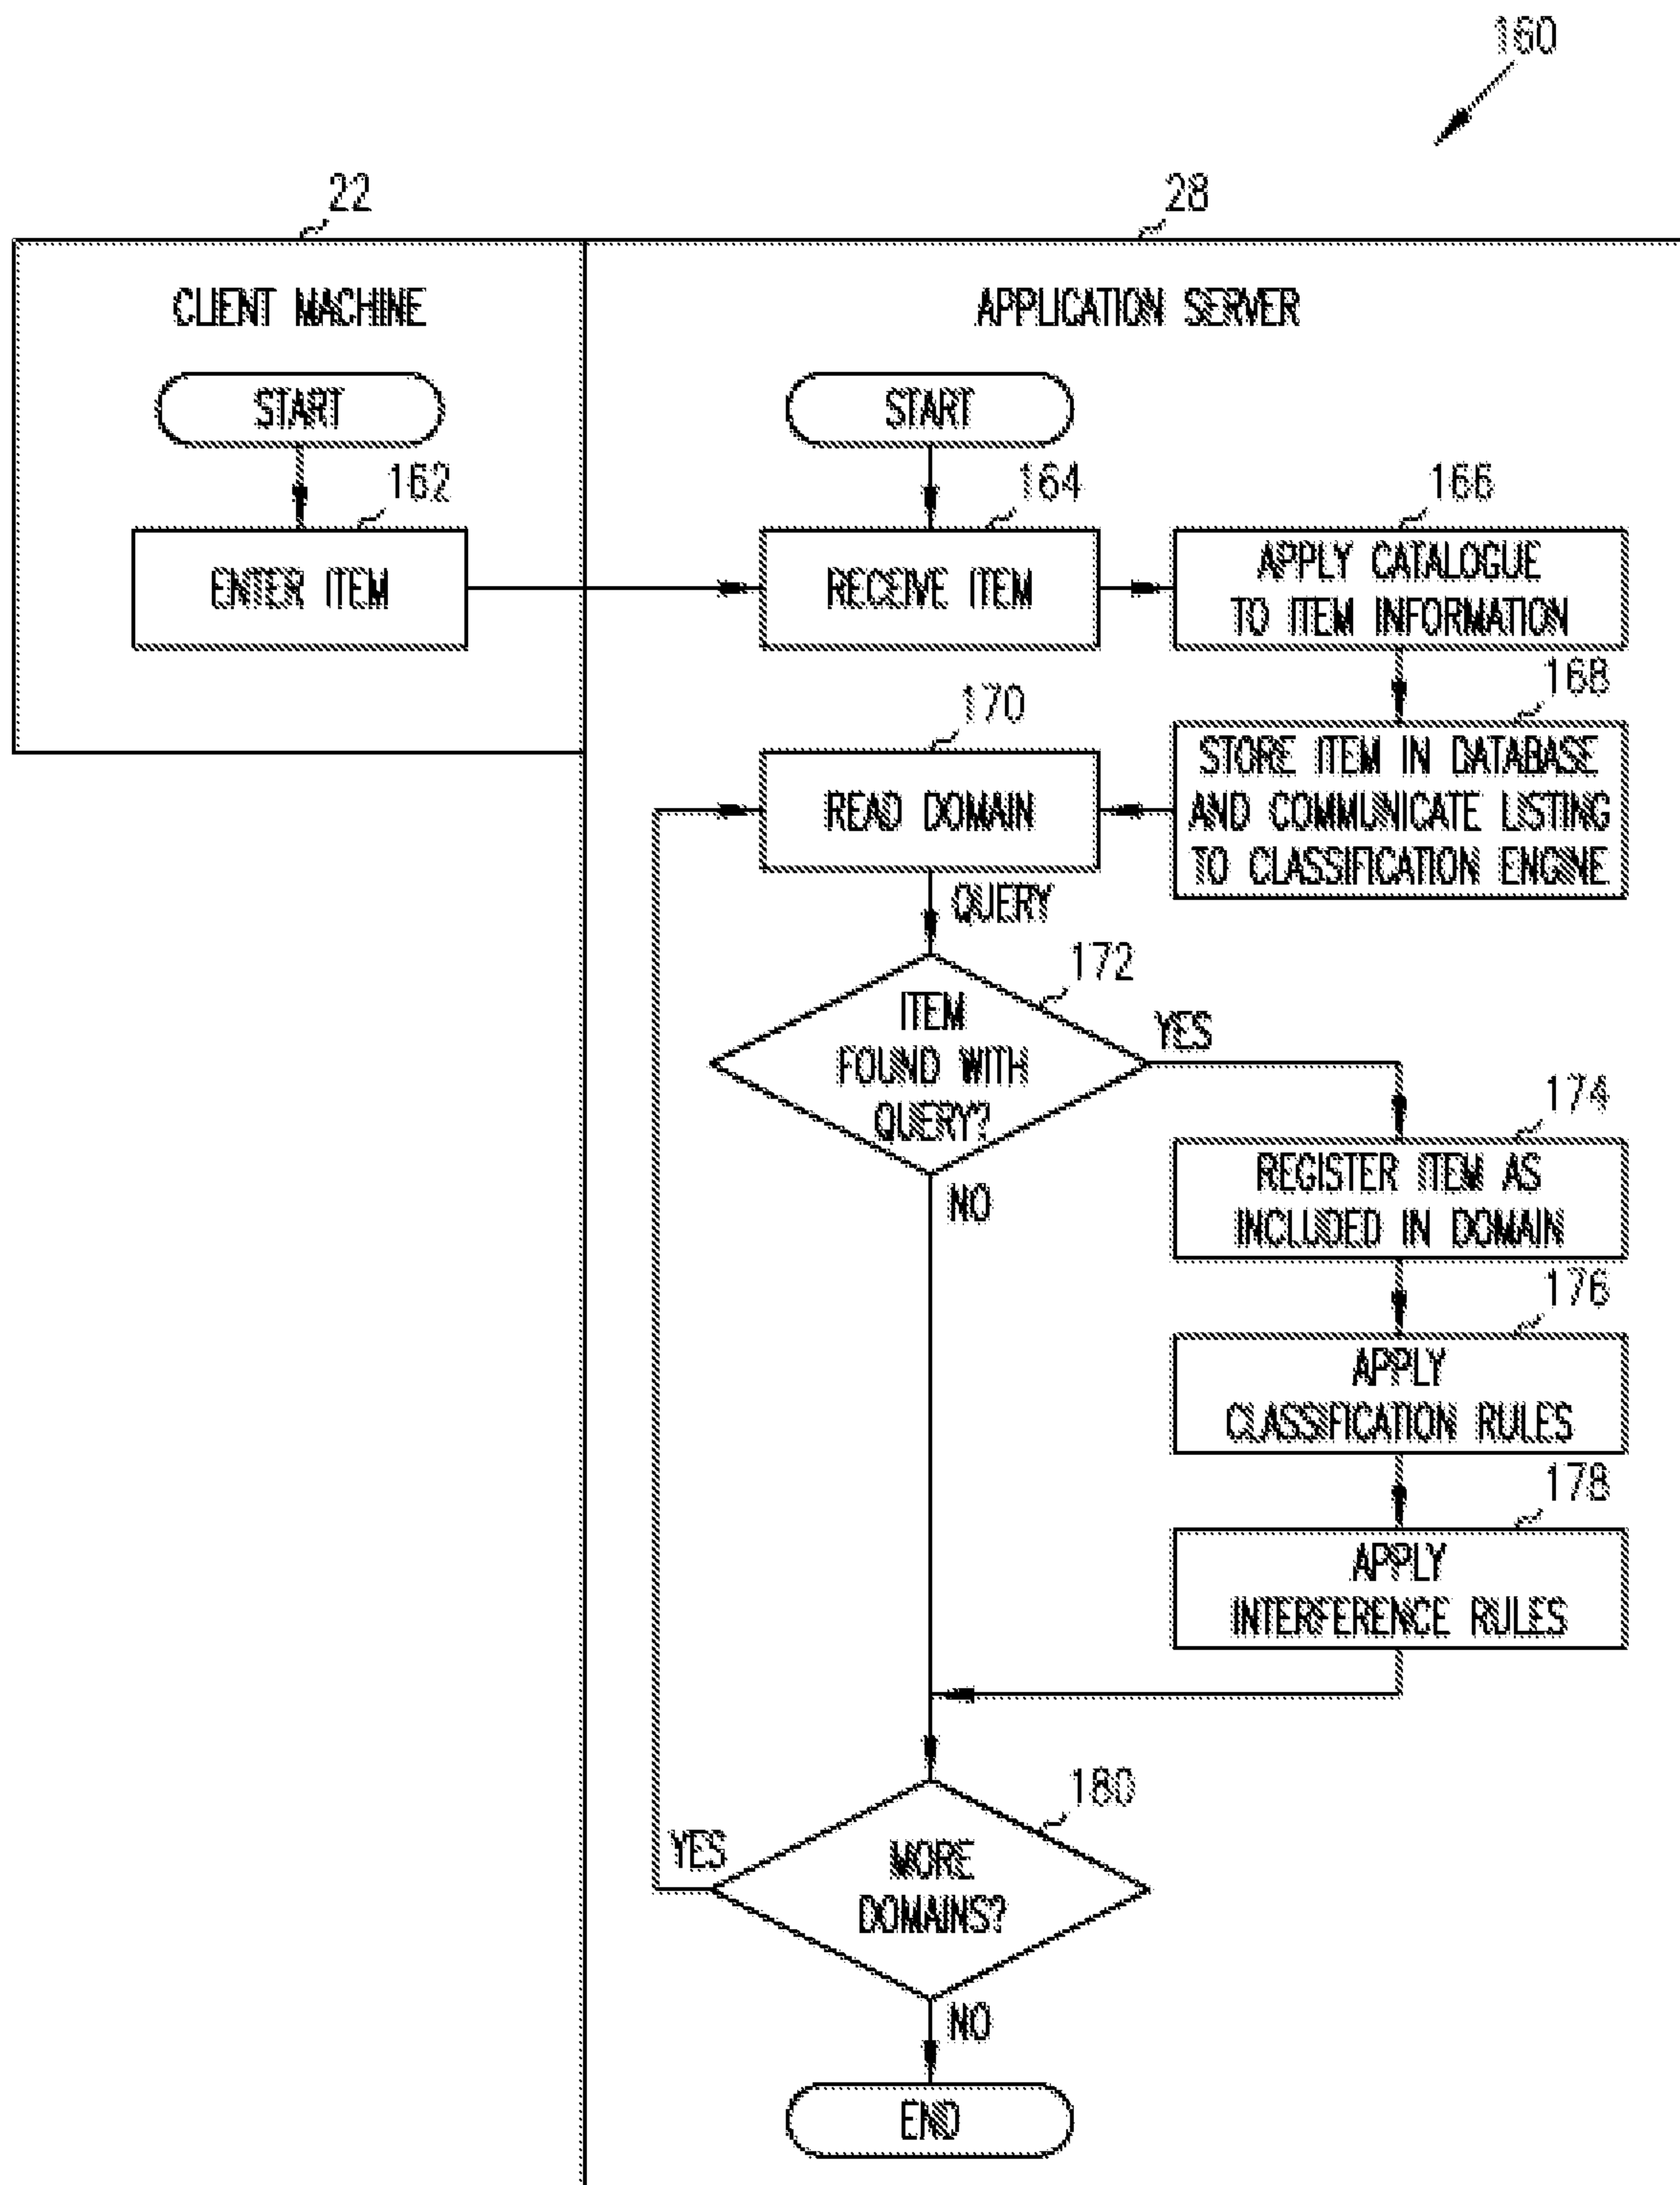 160
22
28
CLIENT MACHINE
APPLICATION SERVER
START
START
162
164
166
ENTER ITEM
RECEIVE ITEM
APPLY CATALOGUE
TO ITEM INFORMATION
168
170
STORE ITEM IN DATABASE
AND COMMUNICATE LISTING
TO CLASSIFICATION ENGINE
READ DOMAIN
QUERY
172
ITEM
FOUND WITH
QUERY?
YES
NO
174
REGISTER ITEM AS
INCLUDED IN DOMAIN
176
APPLY
CLASSIFICATION RULES
178
APPLY
INTERFERENCE RULES
180
YES
MORE
DOMAINS?
NO
END